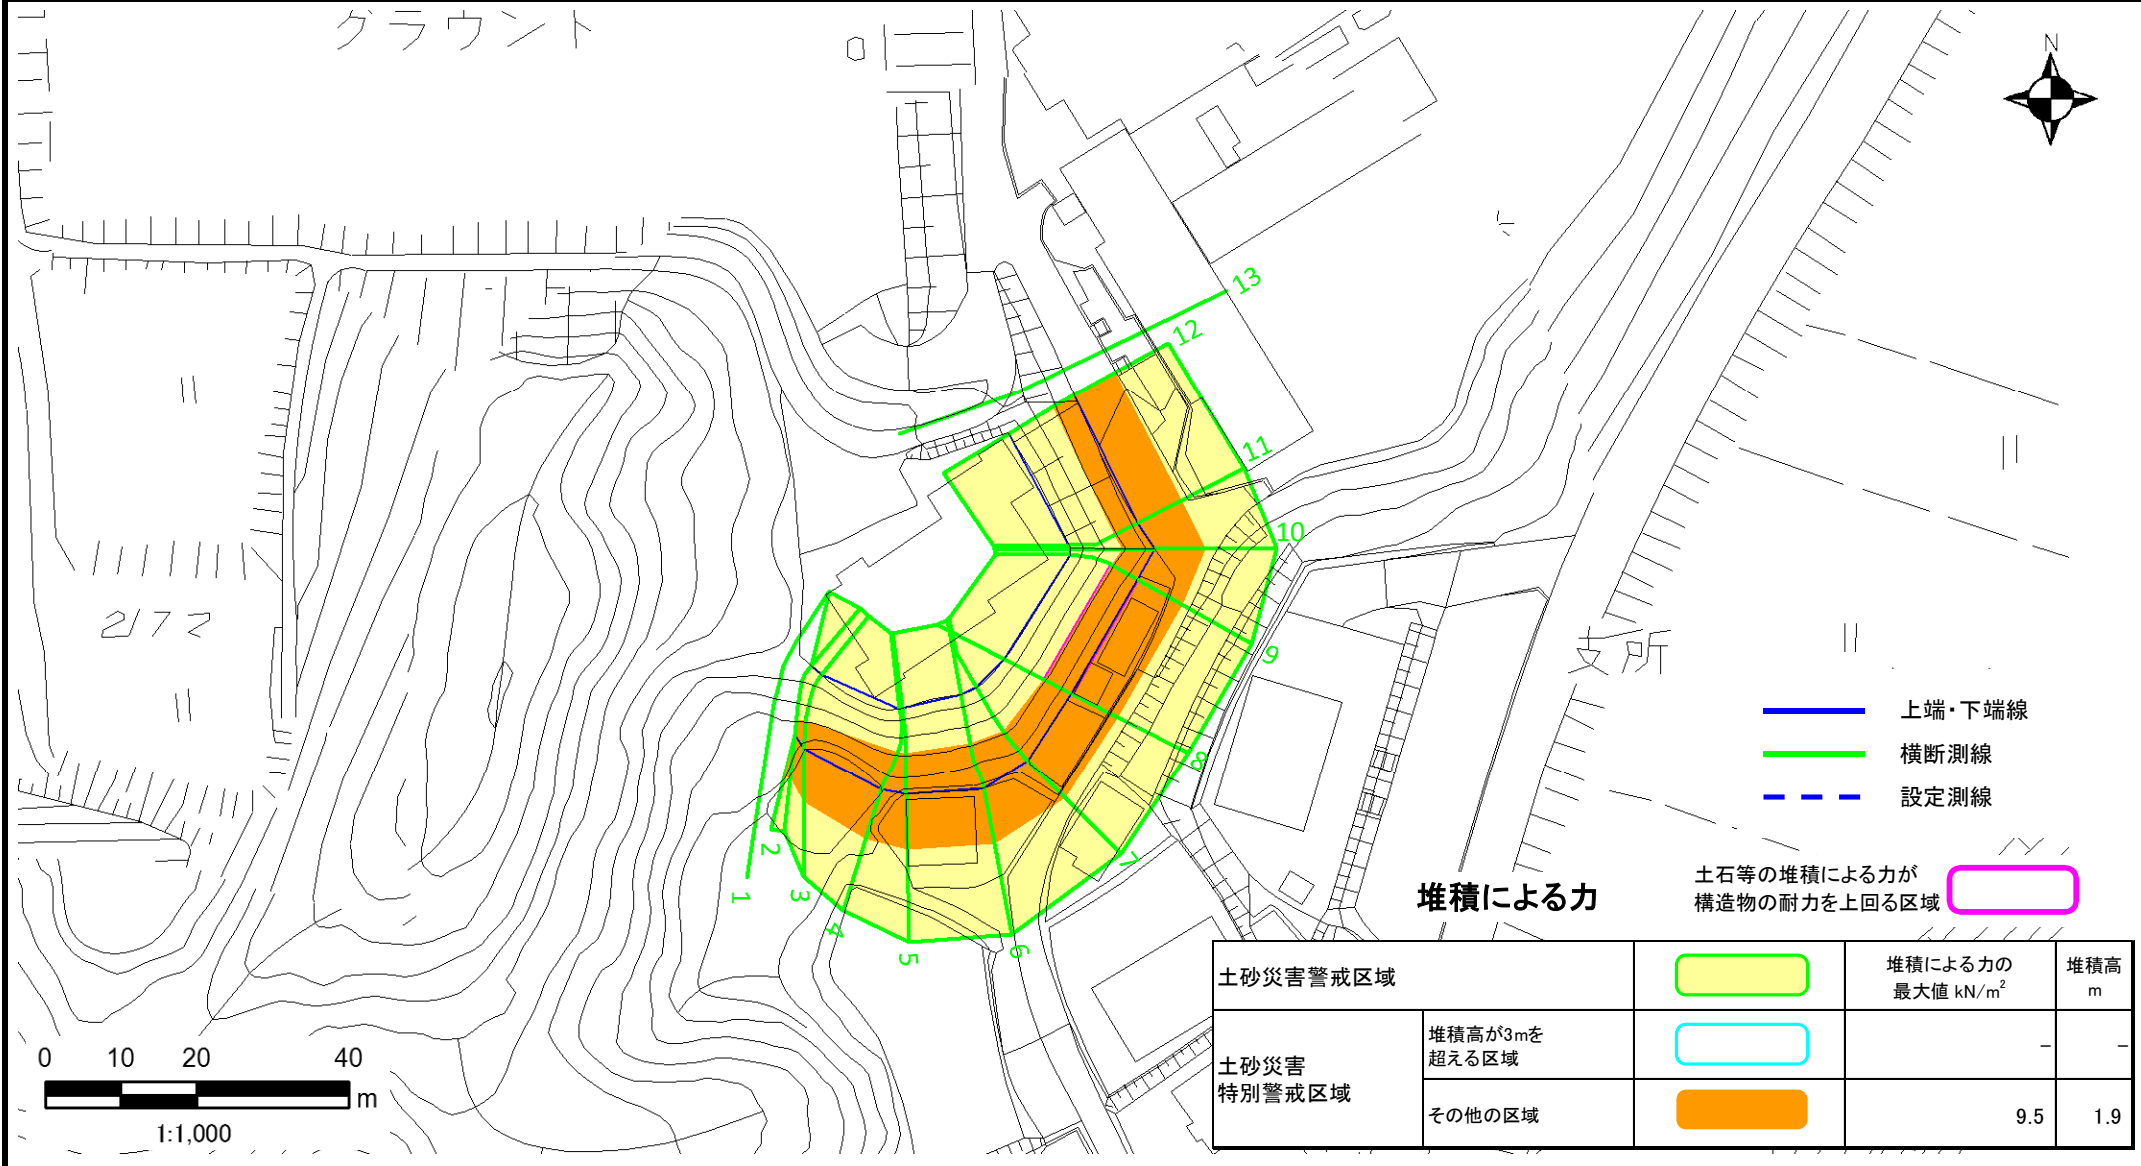 グラウンド
N
13
12
11
10
9
8
7
6
5
4
3
2
1
2172
支所
上端・下端線
横断測線
設定測線
堆積による力
土石等の堆積による力が
構造物の耐力を上回る区域
0 10 20 40
m
1:1,000
土砂災害警戒区域
堆積による力の
最大値 kN/m²
堆積高
m
土砂災害
特別警戒区域
堆積高が3mを
超える区域
– –
その他の区域
9.5 1.9